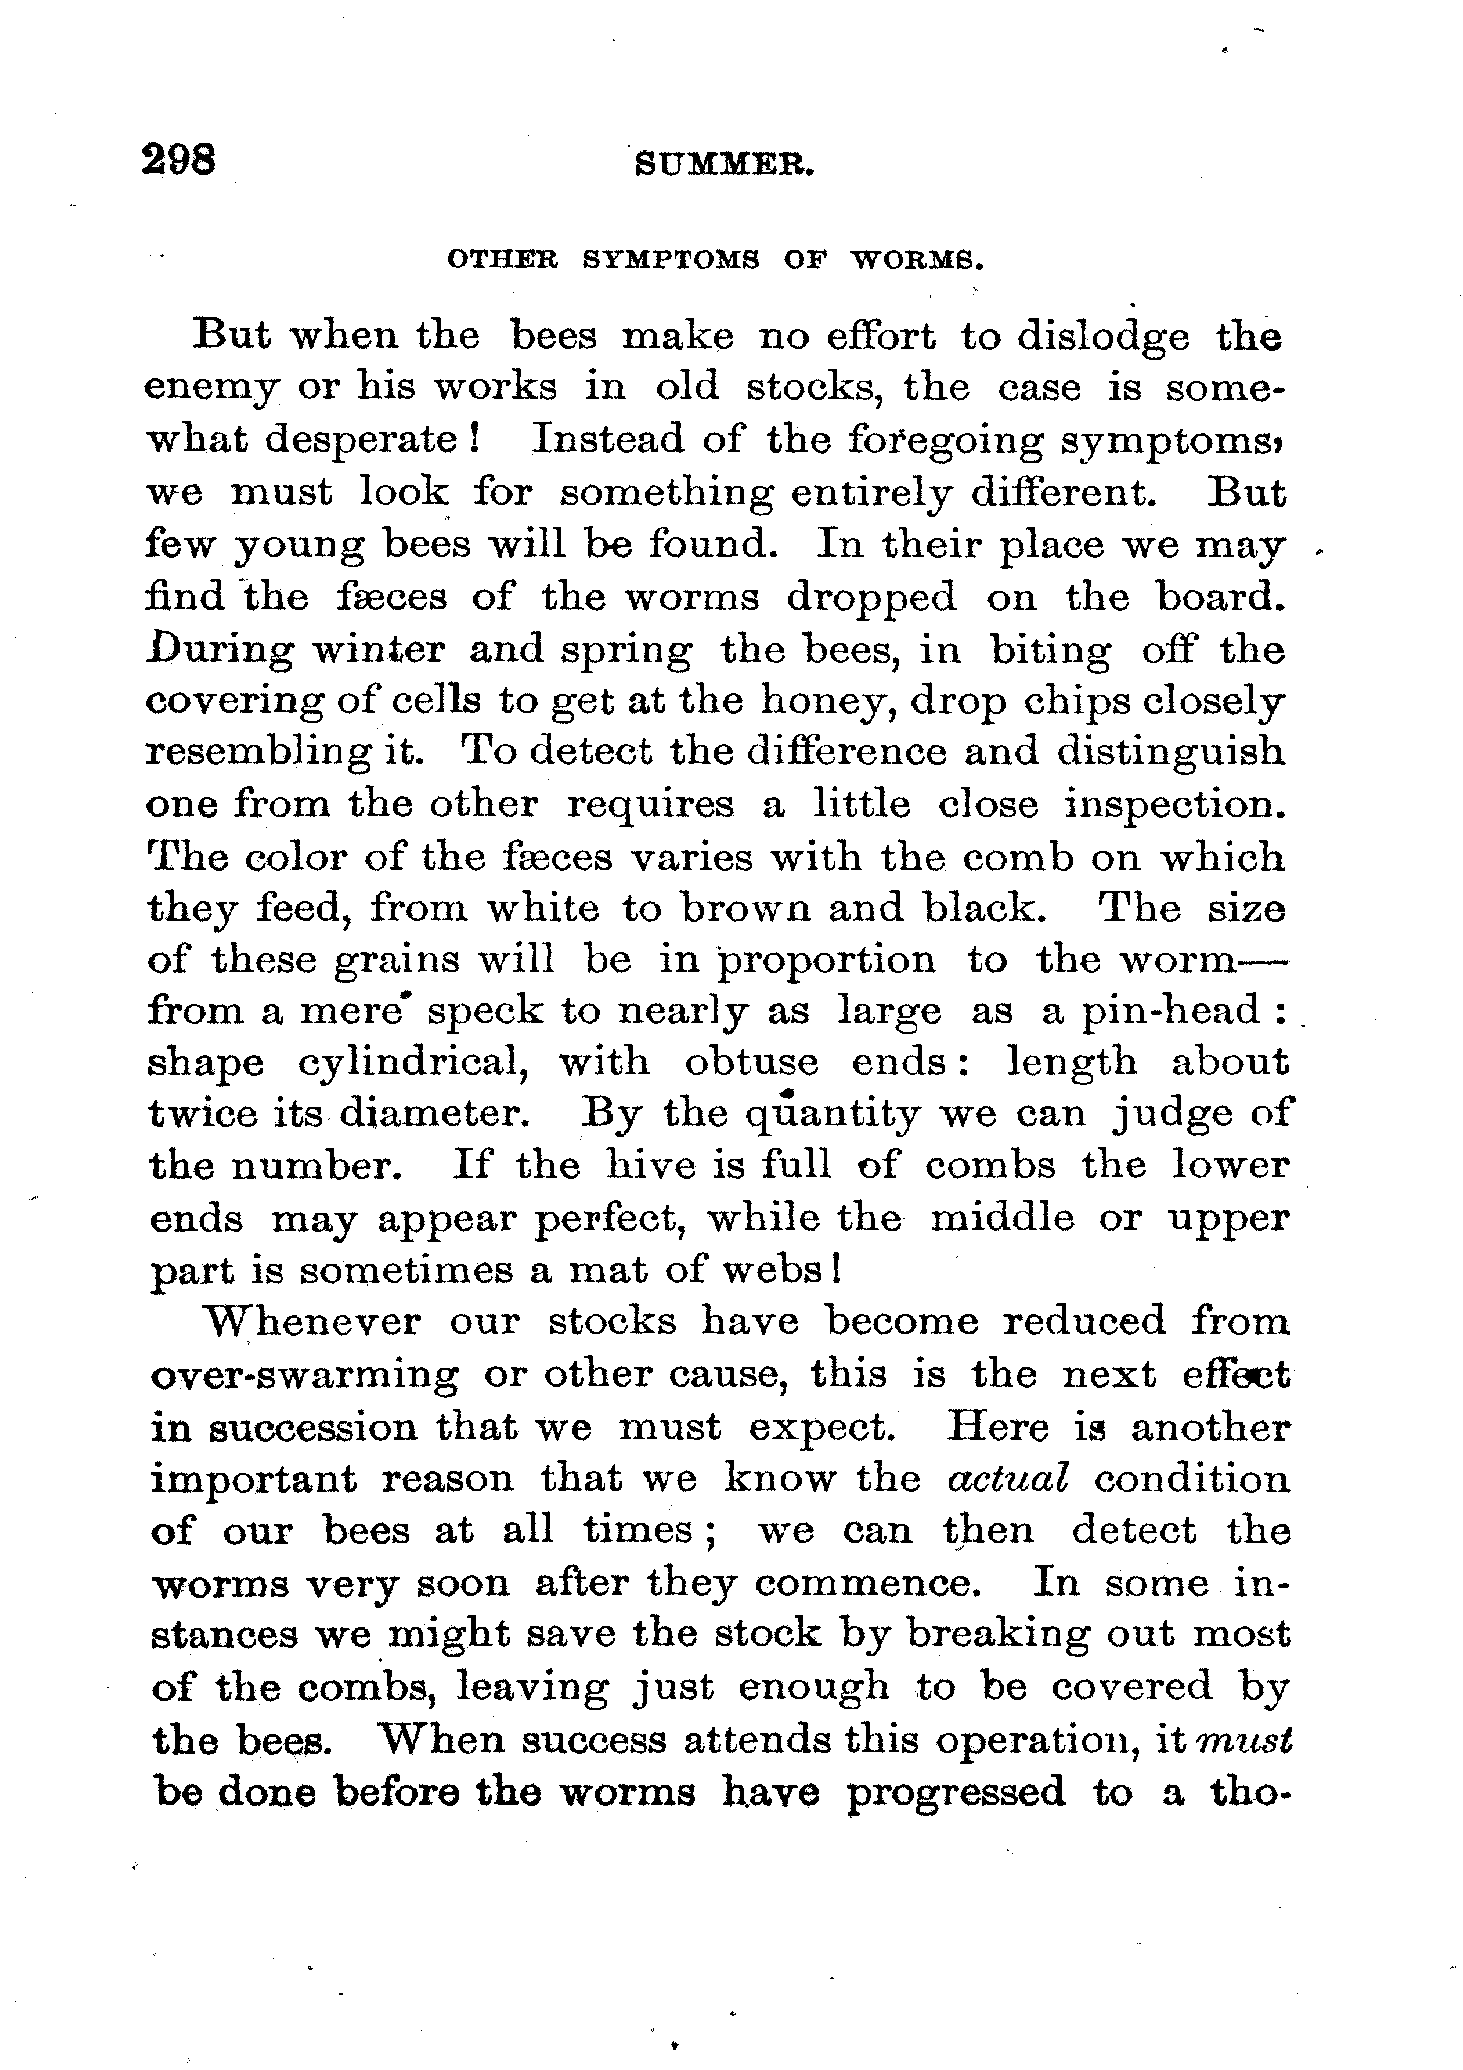 298 SUMMER.
OTHER SYMPTOMS OF WORMS.
But when the bees make no effort to dislodge the
enemy or his works in old stocks, the case is some-
what desperate! Instead of the foregoing symptoms,
we must look for something entirely different. But
few young bees will be found. In their place we may
find the fæces of the worms dropped on the board.
During winter and spring the bees, in biting off the
covering of cells to get at the honey, drop chips closely
resembling it. To detect the difference and distinguish
one from the other requires a little close inspection.
The color of the fæces varies with the comb on which
they feed, from white to brown and black. The size
of these grains will be in proportion to the worm—
from a mere speck to nearly as large as a pin-head:
shape cylindrical, with obtuse ends: length about
twice its diameter. By the quantity we can judge of
the number. If the hive is full of combs the lower
ends may appear perfect, while the middle or upper
part is sometimes a mat of webs!
Whenever our stocks have become reduced from
over-swarming or other cause, this is the next effect
in succession that we must expect. Here is another
important reason that we know the actual condition
of our bees at all times; we can then detect the
worms very soon after they commence. In some in-
stances we might save the stock by breaking out most
of the combs, leaving just enough to be covered by
the bees. When success attends this operation, it must
be done before the worms have progressed to a tho-